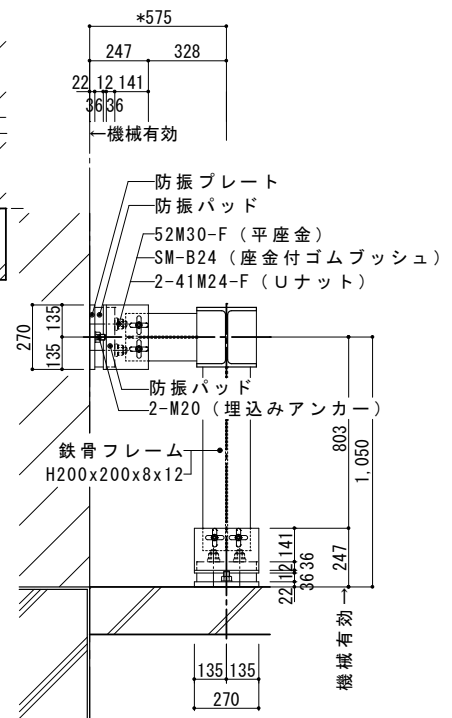 *575
247 328
22 12 141
36 36
←機械有効
防振プレート
防振パッド
52M30-F（平座金）
SM-B24（座金付ゴムブッシュ）
2-41M24-F（Uナット）
270
135
135
防振パッド
2-M20（埋込みアンカー）
鉄骨フレーム
H200x200x8x12
803
1,050
141
12 36
22 36
247
機械有効→
135 135
270